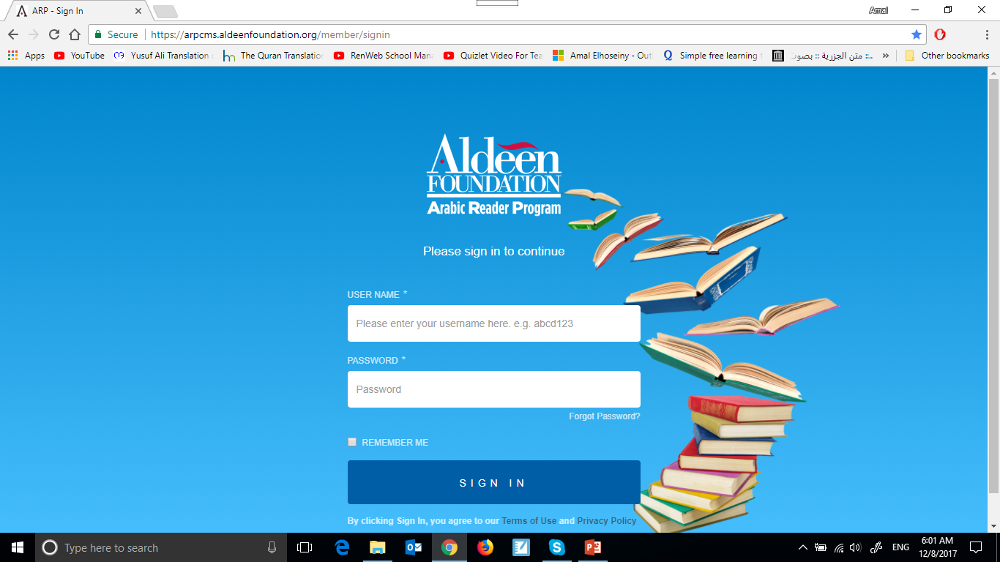 ARP - Sign In
Amal
Secure https://arpcms.aldeenfoundation.org/member/signin
Apps YouTube Yusuf Ali Translation The Quran Translation RenWeb School Man Quizlet Video For Tea Amal Elhoseiny - Out Simple free learning ..:: متن الجزرية :: بصوت » Other bookmarks
Aldeen
FOUNDATION
Arabic Reader Program
Please sign in to continue
USER NAME *
Please enter your username here. e.g. abcd123
PASSWORD *
Password
Forgot Password?
REMEMBER ME
SIGN IN
By clicking Sign In, you agree to our Terms of Use and Privacy Policy
Type here to search
ENG
6:01 AM
12/8/2017